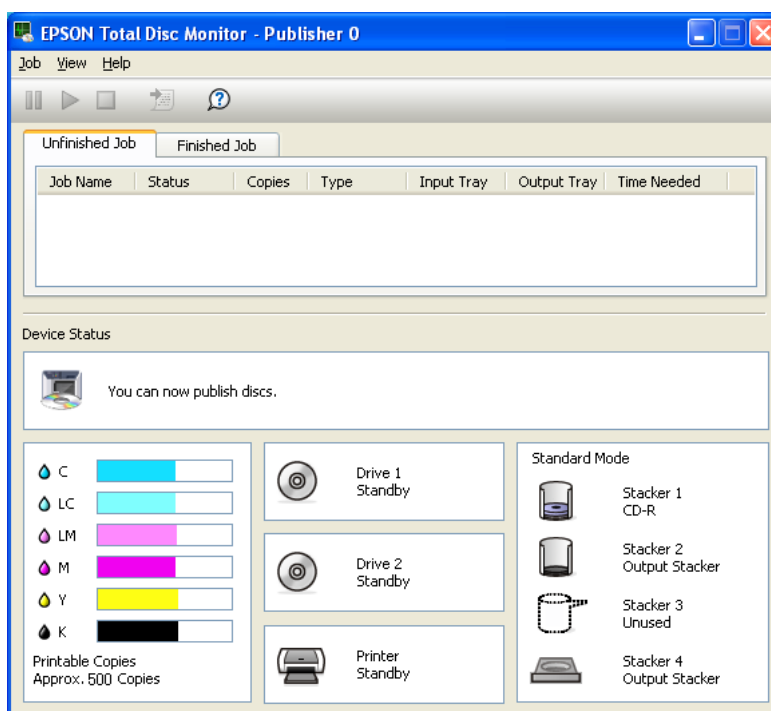 EPSON Total Disc Monitor - Publisher 0
Job View Help
Unfinished Job Finished Job
Job Name Status Copies Type Input Tray Output Tray Time Needed
Device Status
You can now publish discs.
C
LC
LM
M
Y
K
Printable Copies
Approx. 500 Copies
Drive 1
Standby
Drive 2
Standby
Printer
Standby
Standard Mode
Stacker 1
CD-R
Stacker 2
Output Stacker
Stacker 3
Unused
Stacker 4
Output Stacker